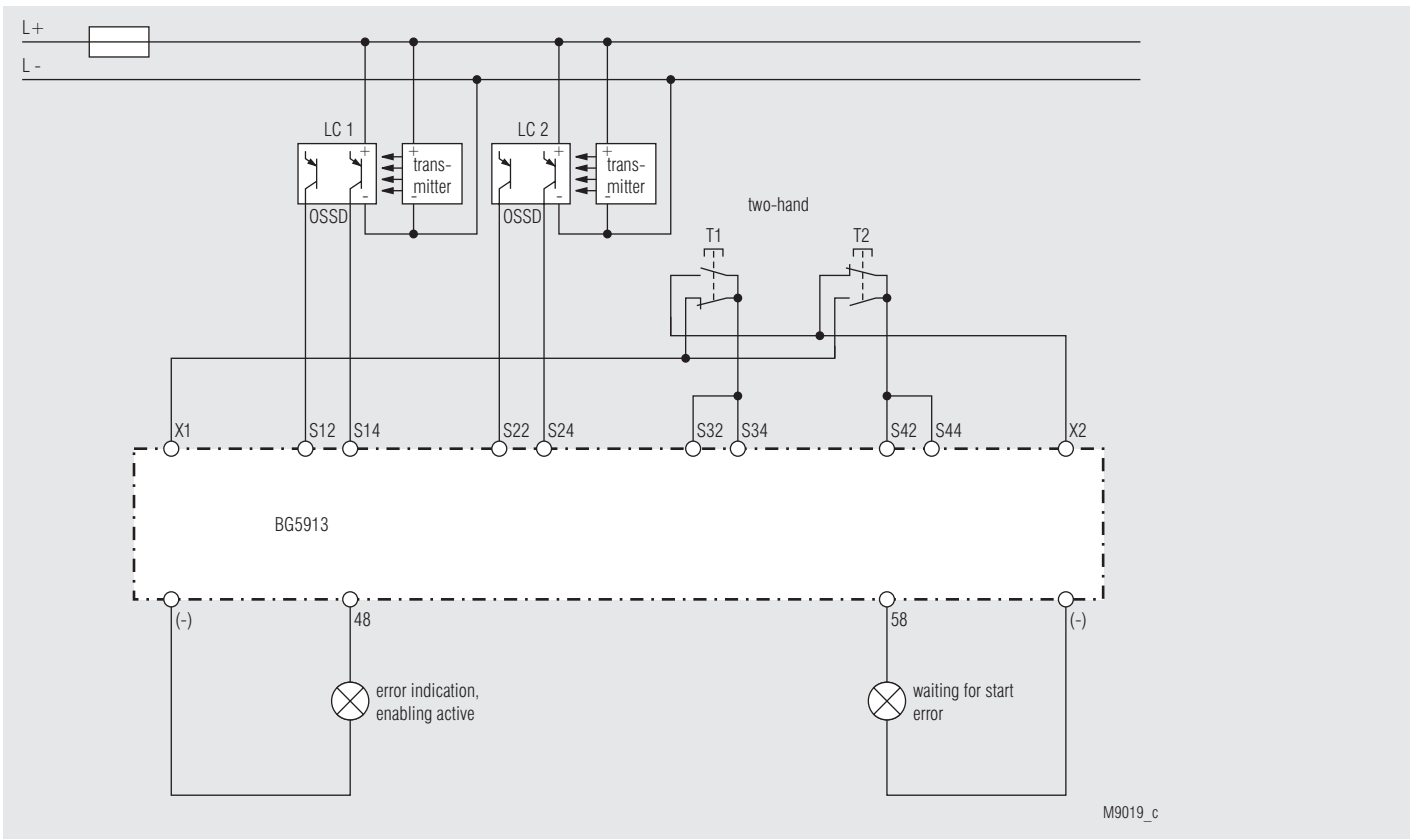 L+
L -
LC 1
LC 2
+
trans-
mitter
-
+
-
+
trans-
mitter
-
+
-
OSSD
OSSD
two-hand
T1
T2
X1
S12
S14
S22
S24
S32
S34
S42
S44
X2
BG5913
(-)
48
58
(-)
error indication,
enabling active
waiting for start
error
M9019_c